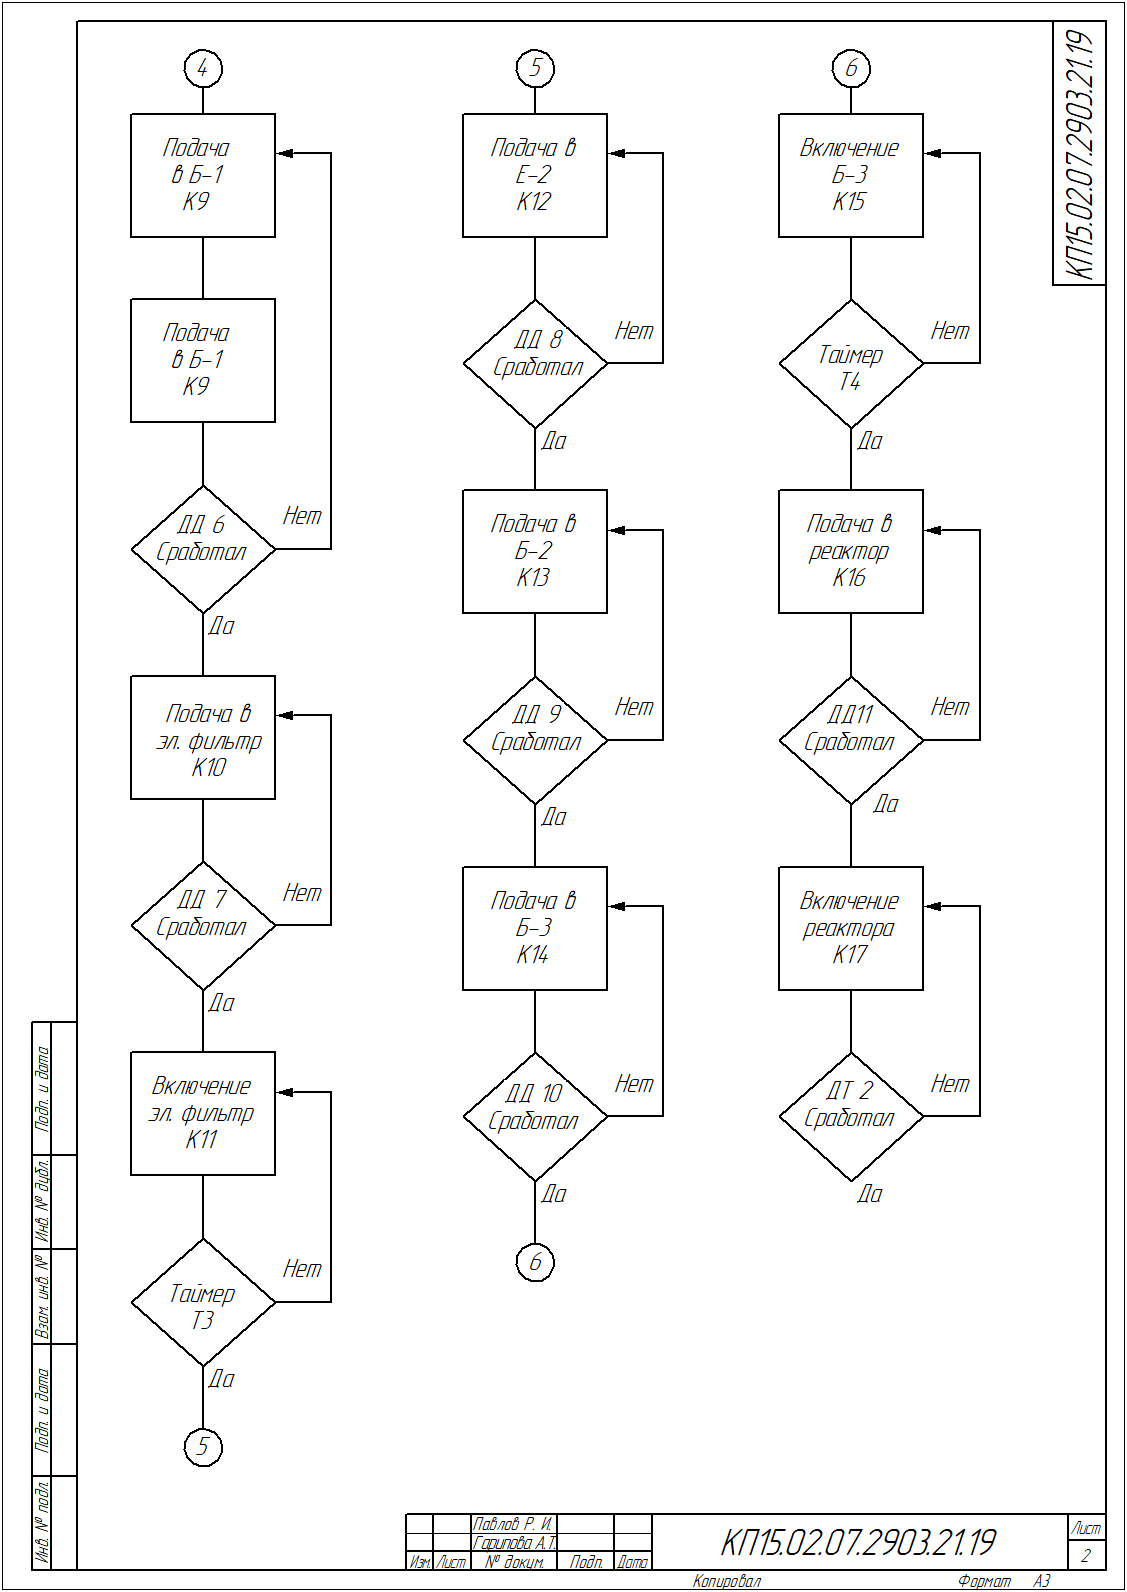 КП15.02.07.2903.21.19
4
Подача
в Б-1
К9
Подача
в Б-1
К9
ДД 6
Сработал
Нет
Да
Подача в
эл. фильтр
К10
ДД 7
Сработал
Нет
Да
Включение
эл. фильтр
К11
Таймер
Т3
Нет
Да
5
5
Подача в
Е-2
К12
ДД 8
Сработал
Нет
Да
Подача в
Б-2
К13
ДД 9
Сработал
Нет
Да
Подача в
Б-3
К14
ДД 10
Сработал
Нет
Да
6
6
Включение
Б-3
К15
Таймер
Т4
Нет
Да
Подача в
реактор
К16
ДД11
Сработал
Нет
Да
Включение
реактора
К17
ДТ 2
Сработал
Нет
Да
Подп. и дата
Инв. № дубл.
Взам. инв. №
Подп. и дата
Инв. № подл.
Павлов Р. И.
Гарипова А.Т.
Изм. Лист № докум. Подп. Дата
КП15.02.07.2903.21.19
Лист
2
Копировал Формат А3